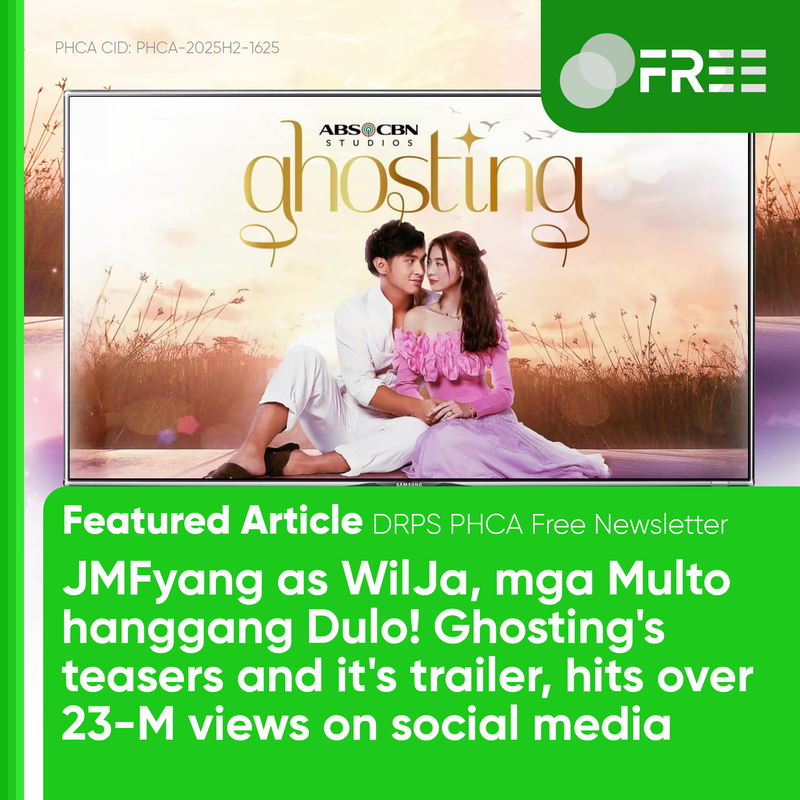 PHCA CID: PHCA-2025H2-1625
FREE
ABS CBN
STUDIOS
ghosting
SAMSUNG
Featured Article DRPS PHCA Free Newsletter
JMFyang as WilJa, mga Multo
hanggang Dulo! Ghosting's
teasers and it's trailer, hits over
23-M views on social media